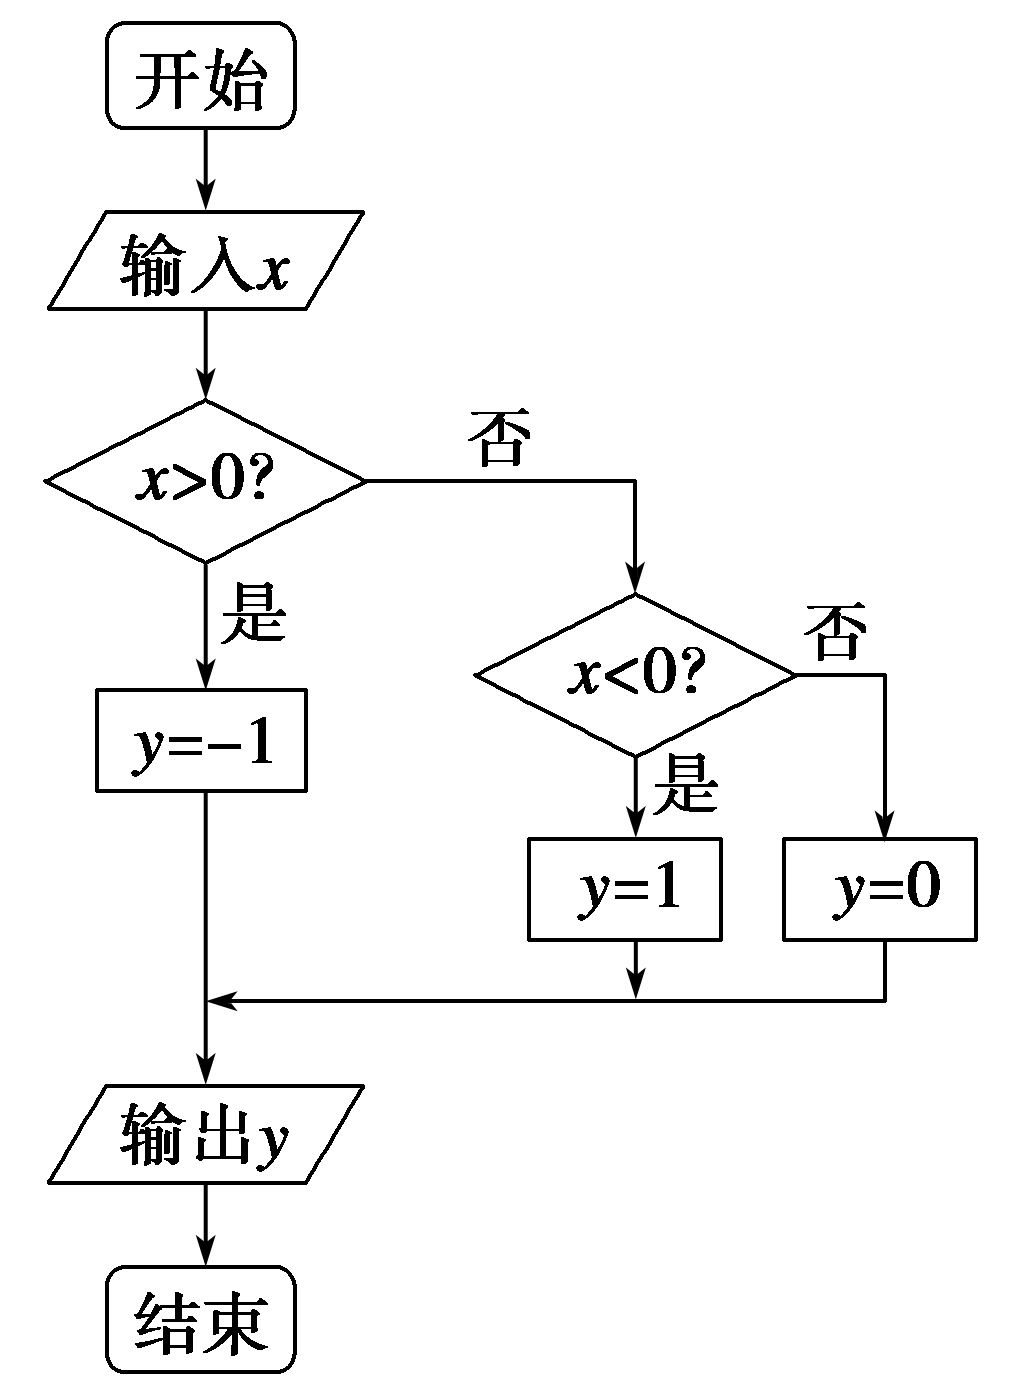 开始
输入x
x>0?
否
是
x<0?
否
y=-1
是
y=1
y=0
输出y
结束